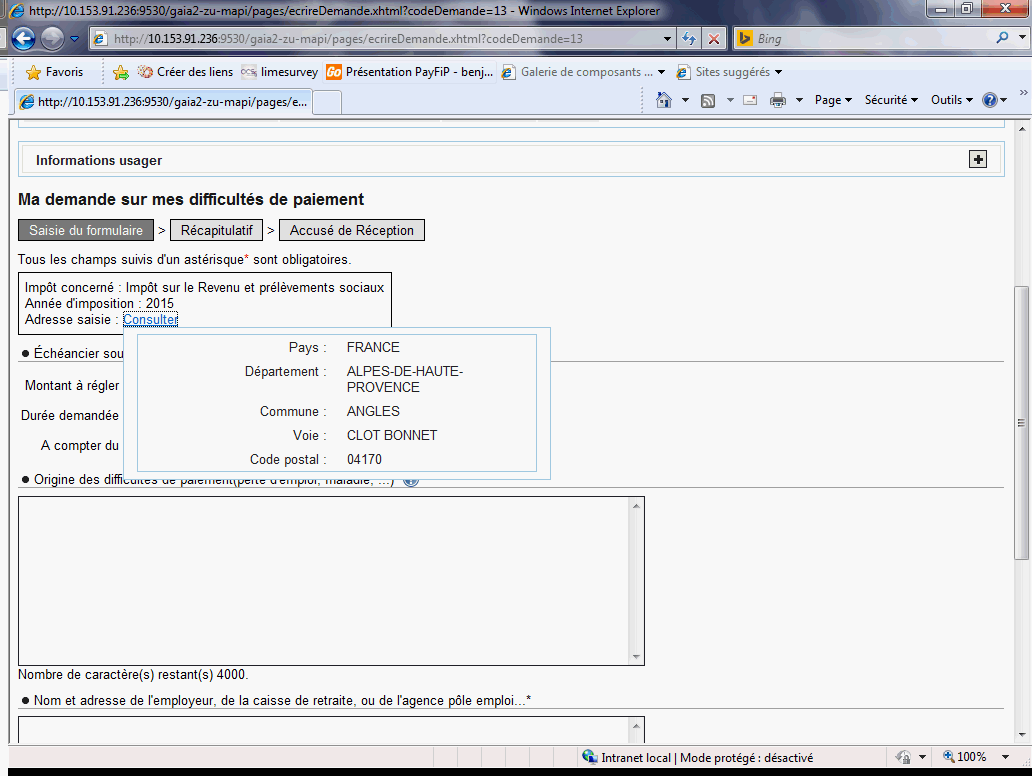 http://10.153.91.236:9530/gaia2-zu-mapi/pages/ecrireDemande.xhtml?codeDemande=13 - Windows Internet Explorer
http://10.153.91.236:9530/gaia2-zu-mapi/pages/ecrireDemande.xhtml?codeDemande=13
Bing
Favoris
Créer des liens
limesurvey
Présentation PayFiP - benj...
Galerie de composants ...
Sites suggérés
http://10.153.91.236:9530/gaia2-zu-mapi/pages/e...
Page
Sécurité
Outils
Informations usager
Ma demande sur mes difficultés de paiement
Saisie du formulaire > Récapitulatif > Accusé de Réception
Tous les champs suivis d'un astérisque* sont obligatoires.
Impôt concerné : Impôt sur le Revenu et prélèvements sociaux
Année d'imposition : 2015
Adresse saisie : Consulter
Pays : FRANCE
Département : ALPES-DE-HAUTE-
PROVENCE
Commune : ANGLES
Voie : CLOT BONNET
Code postal : 04170
● Échéancier sou
Montant à régler
Durée demandée
A compter du
● Origine des difficultés de paiement(perte d'emploi, maladie, ...)
Nombre de caractère(s) restant(s) 4000.
● Nom et adresse de l'employeur, de la caisse de retraite, ou de l'agence pôle emploi...*
Intranet local | Mode protégé : désactivé
100%